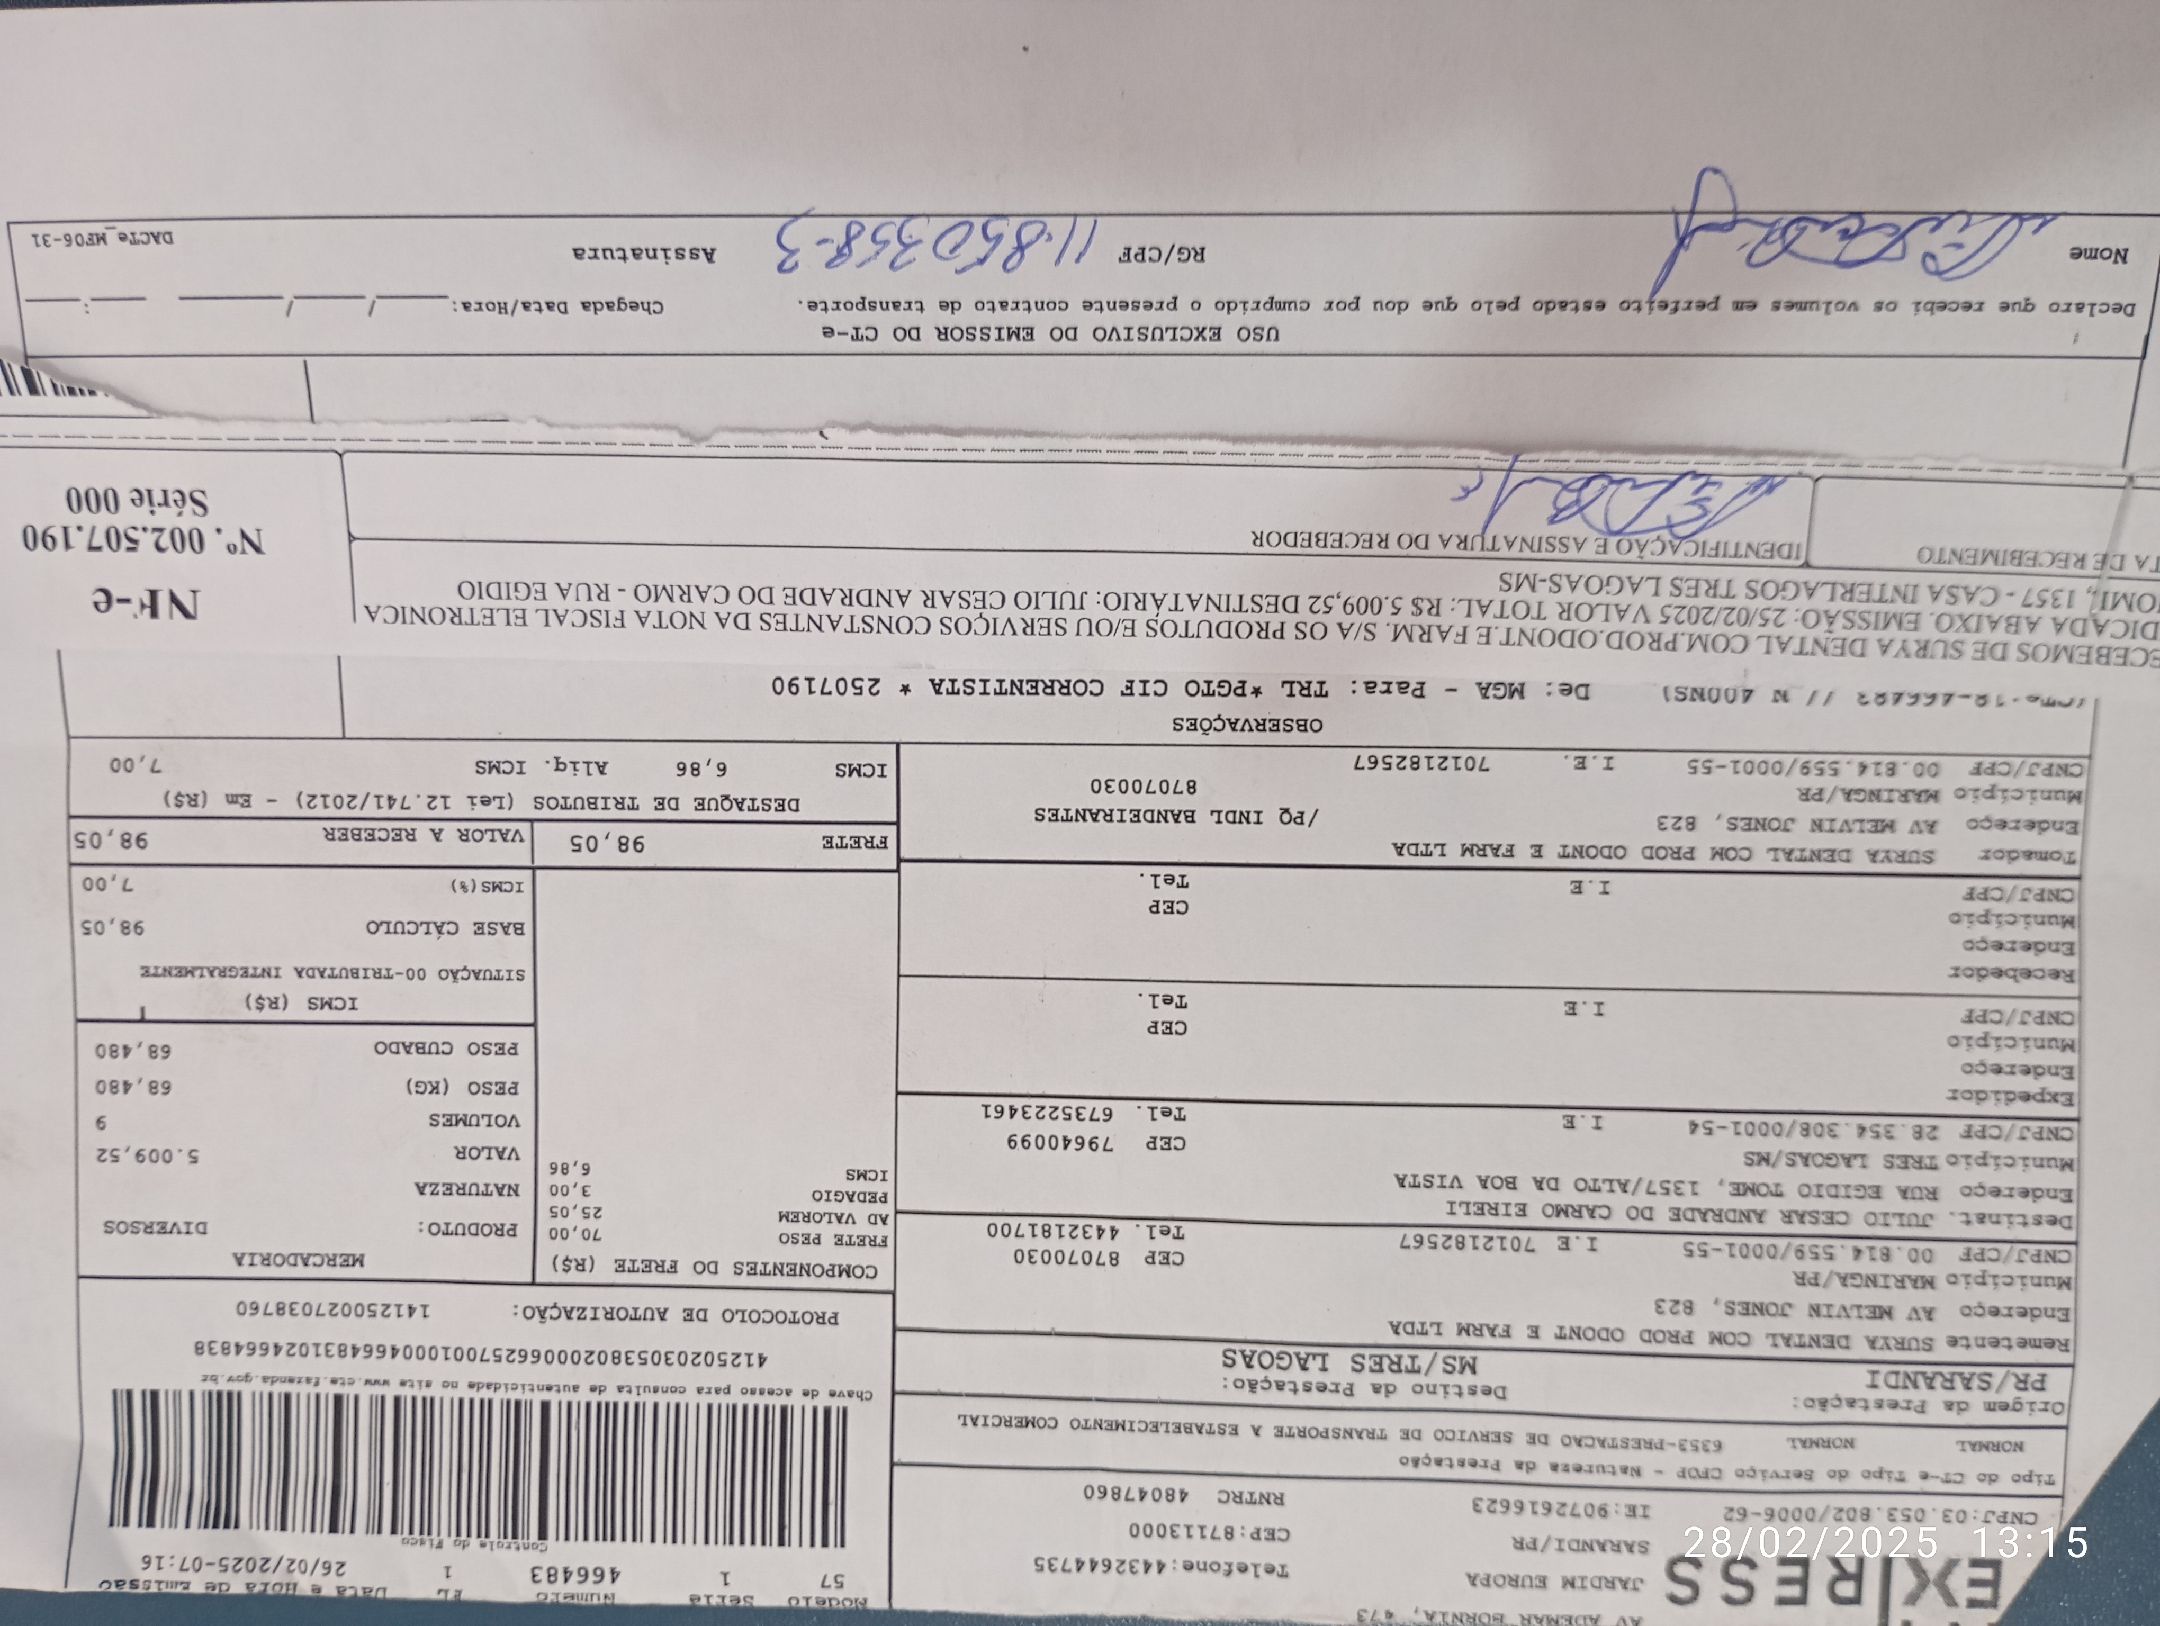 AV ADEMAR BORNIA, 473
EXPRESS
JARDIM EUROPA
Telefone:4432644735
SARANDI/PR
CEP:87113000
CNPJ:03.053.802/0006-62 IE:9072616623 RNTRC 48047860
Modelo Serie Numero FL Data e Hora de Emissao
57 1 466483 1 26/02/2025-07:16
Controle do Fisco
Chave de acesso para consulta de autenticidade no site www.cte.fazenda.gov.br
41250203053802000662570010004664831024664838
PROTOCOLO DE AUTORIZAÇÃO: 141250027038760
Tipo do CT-e Tipo do Serviço CFOP - Natureza da Prestação
NORMAL NORMAL 6353-PRESTACAO DE SERVICO DE TRANSPORTE A ESTABELECIMENTO COMERCIAL
Origem da Prestação: Destino da Prestação:
PR/SARANDI MS/TRES LAGOAS
Remetente SURYA DENTAL COM PROD ODONT E FARM LTDA
Endereço AV MELVIN JONES, 823
Município MARINGA/PR CEP 87070030
CNPJ/CPF 00.814.559/0001-55 I.E 7012182567 Tel. 4432181700
Destinat. JULIO CESAR ANDRADE DO CARMO EIRELI
Endereço RUA EGIDIO TOME, 1357/ALTO DA BOA VISTA
Município TRES LAGOAS/MS CEP 79640099
CNPJ/CPF 28.354.308/0001-54 I.E Tel. 6735223461
Expedidor
Endereço
Município CEP
CNPJ/CPF I.E Tel.
Recebedor
Endereço
Município CEP
CNPJ/CPF I.E Tel.
Tomador SURYA DENTAL COM PROD ODONT E FARM LTDA
Endereço AV MELVIN JONES, 823 /PQ INDL BANDEIRANTES
Município MARINGA/PR 87070030
CNPJ/CPF 00.814.559/0001-55 I.E. 7012182567
COMPONENTES DO FRETE (R$)
FRETE PESO 70,00
AD VALOREM 25,05
PEDAGIO 3,00
ICMS 6,86
MERCADORIA
PRODUTO: DIVERSOS
NATUREZA
VALOR 5.009,52
VOLUMES 9
PESO (KG) 68,480
PESO CUBADO 68,480
ICMS (R$)
SITUAÇÃO 00-TRIBUTADA INTEGRALMENTE
BASE CÁLCULO 98,05
ICMS(%) 7,00
FRETE 98,05 VALOR A RECEBER 98,05
DESTAQUE DE TRIBUTOS (Lei 12.741/2012) - Em (R$)
ICMS 6,86 Aliq. ICMS 7,00
OBSERVAÇÕES
De: MGA - Para: TRL *PGTO CIF CORRENTISTA * 2507190
ECEBEMOS DE SURYA DENTAL COM.PROD.ODONT.E FARM. S/A OS PRODUTOS E/OU SERVIÇOS CONSTANTES DA NOTA FISCAL ELETRONICA
DICADA ABAIXO. EMISSÃO: 25/02/2025 VALOR TOTAL: R$ 5.009,52 DESTINATÁRIO: JULIO CESAR ANDRADE DO CARMO - RUA EGIDIO
OMI, 1357 - CASA INTERLAGOS TRES LAGOAS-MS
TA DE RECEBIMENTO IDENTIFICAÇÃO E ASSINATURA DO RECEBEDOR
NF-e
Nº. 002.507.190
Série 000
USO EXCLUSIVO DO EMISSOR DO CT-e
Declaro que recebi os volumes em perfeito estado pelo que dou por cumprido o presente contrato de transporte. Chegada Data/Hora: ____/____/____ ___:___
Nome RG/CPF 11.850358-3 Assinatura
DACTe_MF06-31
28/02/2025 13:15